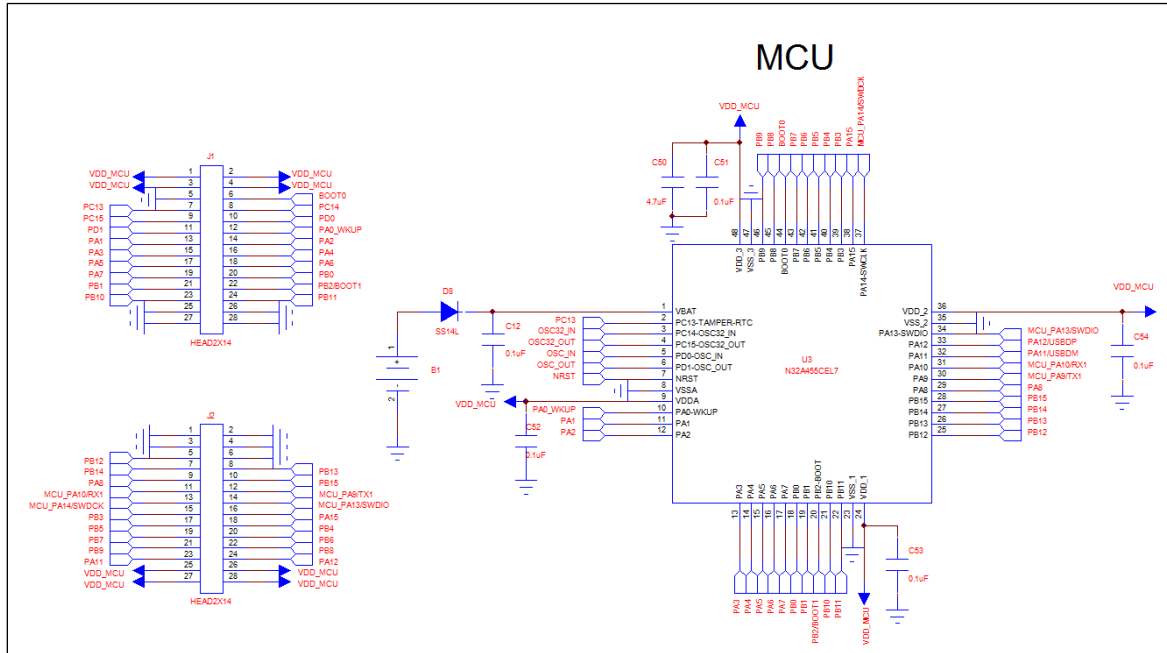 MCU
J1
VDD_MCU 1 2 VDD_MCU
VDD_MCU 3 4 VDD_MCU
5 6 BOOT0
PC13 7 8 PC14
PC15 9 10 PD0
PD1 11 12 PA0_WKUP
PA1 13 14 PA2
PA3 15 16 PA4
PA5 17 18 PA6
PA7 19 20 PB0
PB1 21 22 PB2/BOOT1
PB10 23 24 PB11
25 26
27 28
HEAD2X14
J2
1 2
3 4
5 6
PB12 7 8 PB13
PB14 9 10 PB15
PA8 11 12 MCU_PA9/TX1
MCU_PA10/RX1 13 14 MCU_PA13/SWDIO
MCU_PA14/SWDCK 15 16 PA15
PB3 17 18 PB4
PB5 19 20 PB6
PB7 21 22 PB8
PB9 23 24 PA12
PA11 25 26 VDD_MCU
VDD_MCU 27 28 VDD_MCU
VDD_MCU
HEAD2X14
VDD_MCU
C50
4.7uF
C51
0.1uF
PB9
PB8
BOOT0
PB7
PB6
PB5
PB4
PB3
PA15
MCU_PA14/SWDCK
48 VDD_3
47 VSS_3
46 PB9
45 PB8
44 BOOT0
43 PB7
42 PB6
41 PB5
40 PB4
39 PB3
38 PA15
37 PA14-SWCLK
D8
SS14L
C12
0.1uF
1
B1
2
1 VBAT
PC13 2 PC13-TAMPER-RTC
OSC32_IN 3 PC14-OSC32_IN
OSC32_OUT 4 PC15-OSC32_OUT
OSC_IN 5 PD0-OSC_IN
OSC_OUT 6 PD1-OSC_OUT
NRST 7 NRST
8 VSSA
VDD_MCU 9 VDDA
PA0_WKUP 10 PA0-WKUP
PA1 11 PA1
PA2 12 PA2
C52
0.1uF
U3
N32A455CEL7
VDD_MCU
VDD_2 36
VSS_2 35
PA13-SWDIO 34 MCU_PA13/SWDIO
PA12 33 PA12/USBDP
PA11 32 PA11/USBDM
PA10 31 MCU_PA10/RX1
PA9 30 MCU_PA9/TX1
PA8 29 PA8
PB15 28 PB15
PB14 27 PB14
PB13 26 PB13
PB12 25 PB12
C54
0.1uF
PA3 13 PA3
PA4 14 PA4
PA5 15 PA5
PA6 16 PA6
PA7 17 PA7
PB0 18 PB0
PB1 19 PB1
PB2-BOOT 20 PB2/BOOT1
PB10 21 PB10
PB11 22 PB11
VSS_1 23
VDD_1 24
VDD_MCU
C53
0.1uF